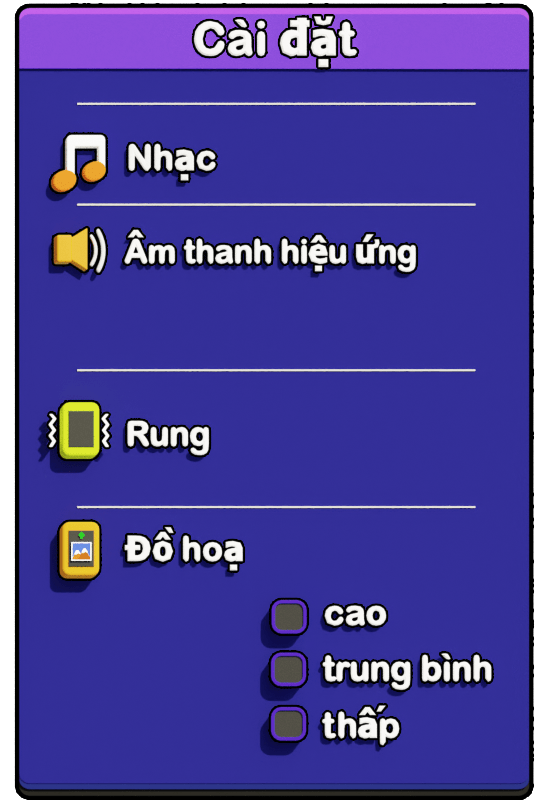 Cài đặt
Nhạc
Âm thanh hiệu ứng
Rung
Đồ hoạ
cao
trung bình
thấp